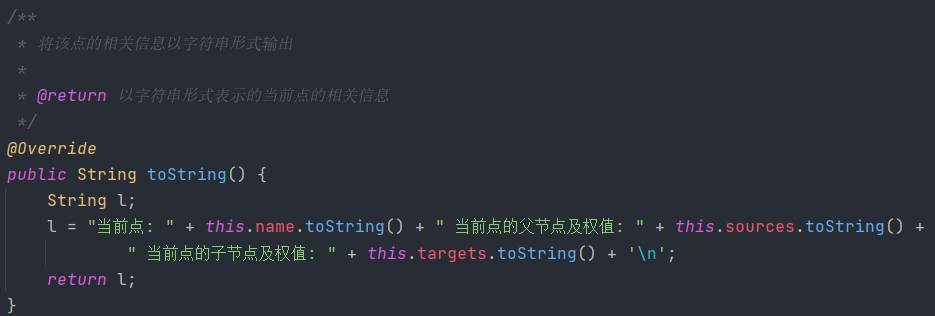 /**
 * 将该点的相关信息以字符串形式输出
 *
 * @return 以字符串形式表示的当前点的相关信息
 */
@Override
public String toString() {
    String l;
    l = "当前点: " + this.name.toString() + " 当前点的父节点及权值: " + this.sources.toString() +
            " 当前点的子节点及权值: " + this.targets.toString() + '\n';
    return l;
}